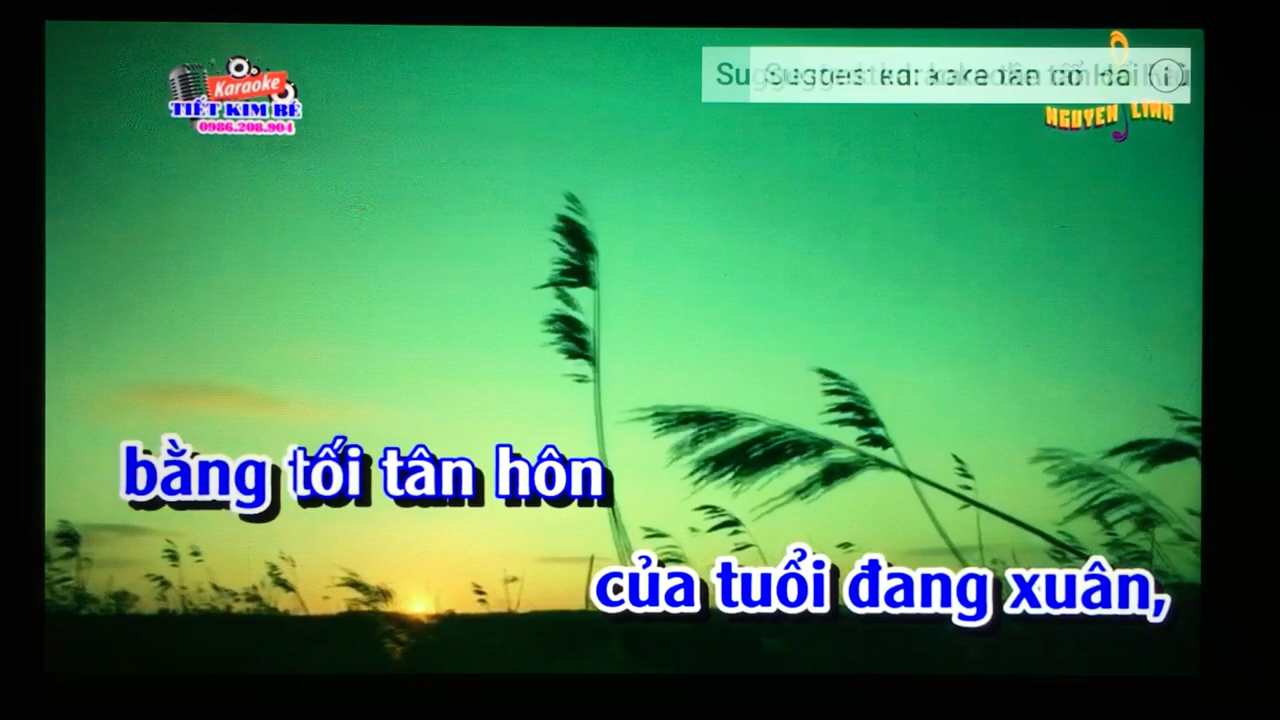 Karaoke
TIẾT KIM BÉ
0986.208.904
NGUYEN LINH
bằng tối tân hôn
của tuổi đang xuân,